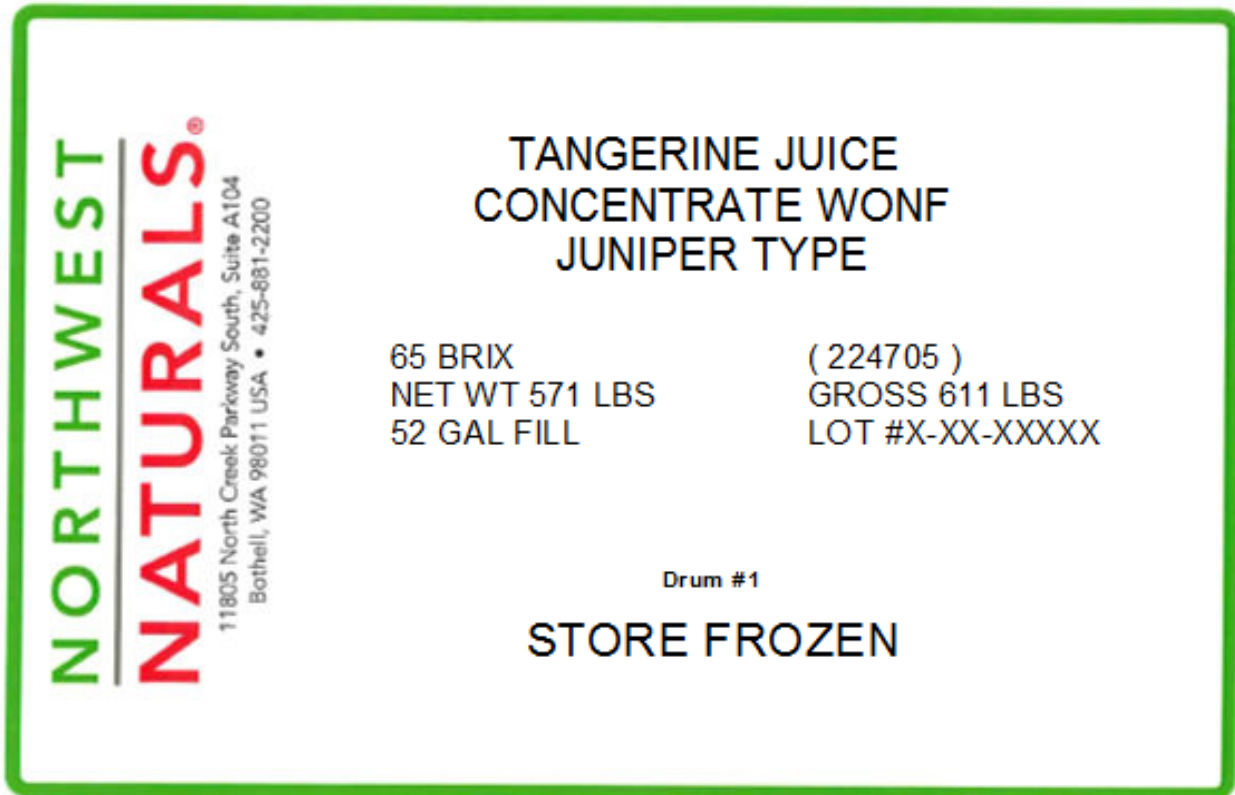 NORTHWEST
NATURALS®
11805 North Creek Parkway South, Suite A104
Bothell, WA 98011 USA • 425-881-2200
TANGERINE JUICE
CONCENTRATE WONF
JUNIPER TYPE
65 BRIX ( 224705 )
NET WT 571 LBS GROSS 611 LBS
52 GAL FILL LOT #X-XX-XXXXX
Drum #1
STORE FROZEN